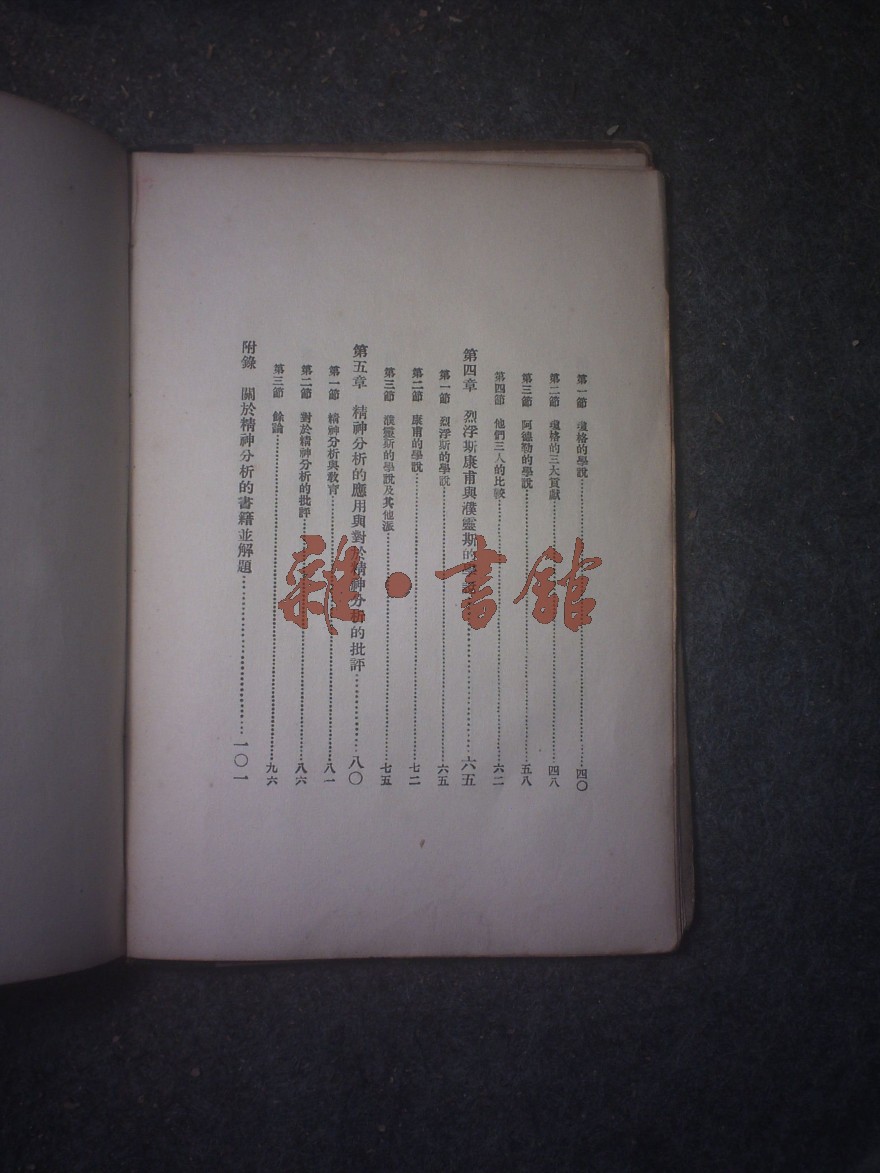 第一節 瓊格的學說……四〇
第二節 瓊格的三大貢獻……四八
第三節 阿德勒的學說……五八
第四節 他們三人的比較……六二
第四章 烈浮斯康甫與濮靈斯的學說……六五
第一節 烈浮斯的學說……六五
第二節 康甫的學說……七二
第三節 濮靈斯的學說及其他派……七五
第五章 精神分析的應用與對於精神分析的批評……八〇
第一節 精神分析與敎育……八一
第二節 對於精神分析的批評……八六
第三節 餘論……九六
附錄 關於精神分析的書籍並解題……一〇一
雜·書館